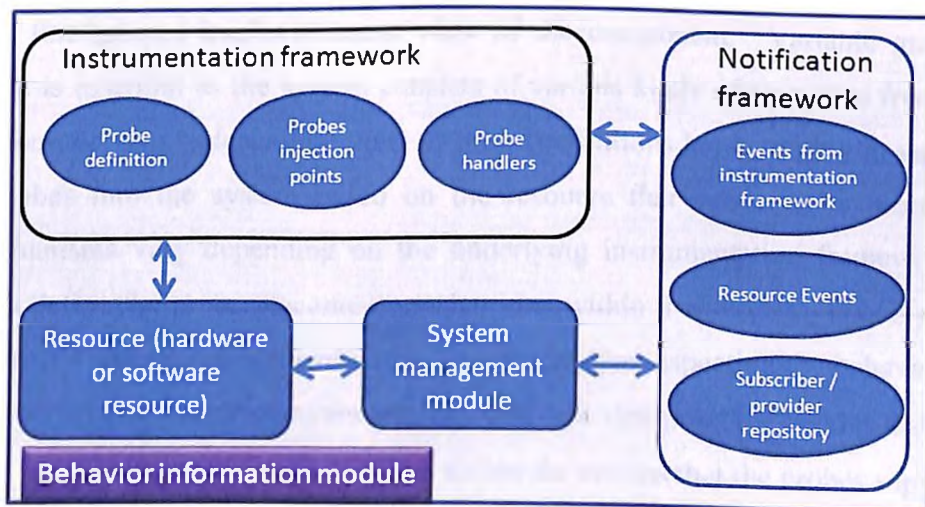 Instrumentation framework
Probe
definition
Probes
injection
points
Probe
handlers
Notification
framework
Events from
instrumentation
framework
Resource Events
Subscriber /
provider
repository
Resource (hardware
or software
resource)
System
management
module
Behavior information module